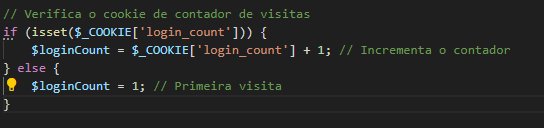 // Verifica o cookie de contador de visitas
if (isset($_COOKIE['login_count'])) {
    $loginCount = $_COOKIE['login_count'] + 1; // Incrementa o contador
} else {
    $loginCount = 1; // Primeira visita
}